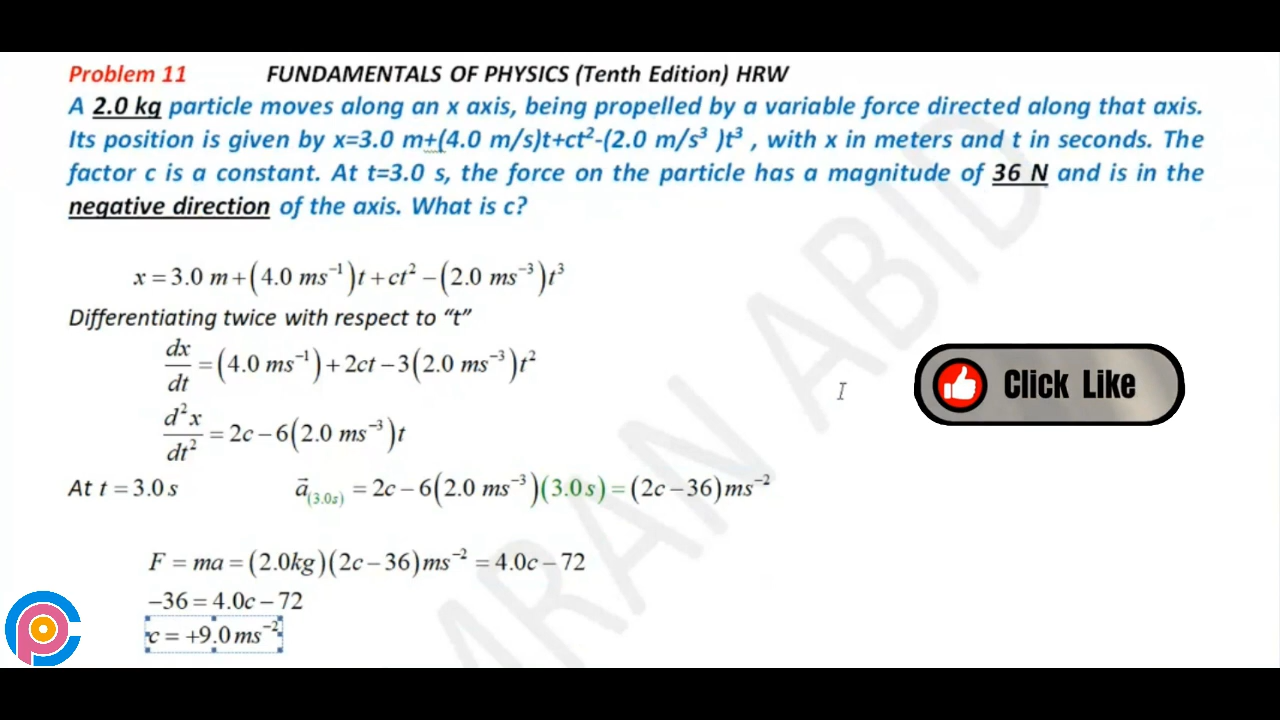 Problem 11 FUNDAMENTALS OF PHYSICS (Tenth Edition) HRW
A 2.0 kg particle moves along an x axis, being propelled by a variable force directed along that axis.
Its position is given by x=3.0 m+(4.0 m/s)t+ct²-(2.0 m/s³ )t³ , with x in meters and t in seconds. The
factor c is a constant. At t=3.0 s, the force on the particle has a magnitude of 36 N and is in the
negative direction of the axis. What is c?
x = 3.0 m + (4.0 ms⁻¹)t + ct² − (2.0 ms⁻³)t³
Differentiating twice with respect to “t”
dx/dt = (4.0 ms⁻¹) + 2ct − 3(2.0 ms⁻³)t²
d²x/dt² = 2c − 6(2.0 ms⁻³)t
At t = 3.0 s a⃗(3.0s) = 2c − 6(2.0 ms⁻³)(3.0 s) = (2c − 36) ms⁻²
F = ma = (2.0kg)(2c − 36) ms⁻² = 4.0c − 72
−36 = 4.0c − 72
c = +9.0 ms⁻²
Click Like
MRAN ABID